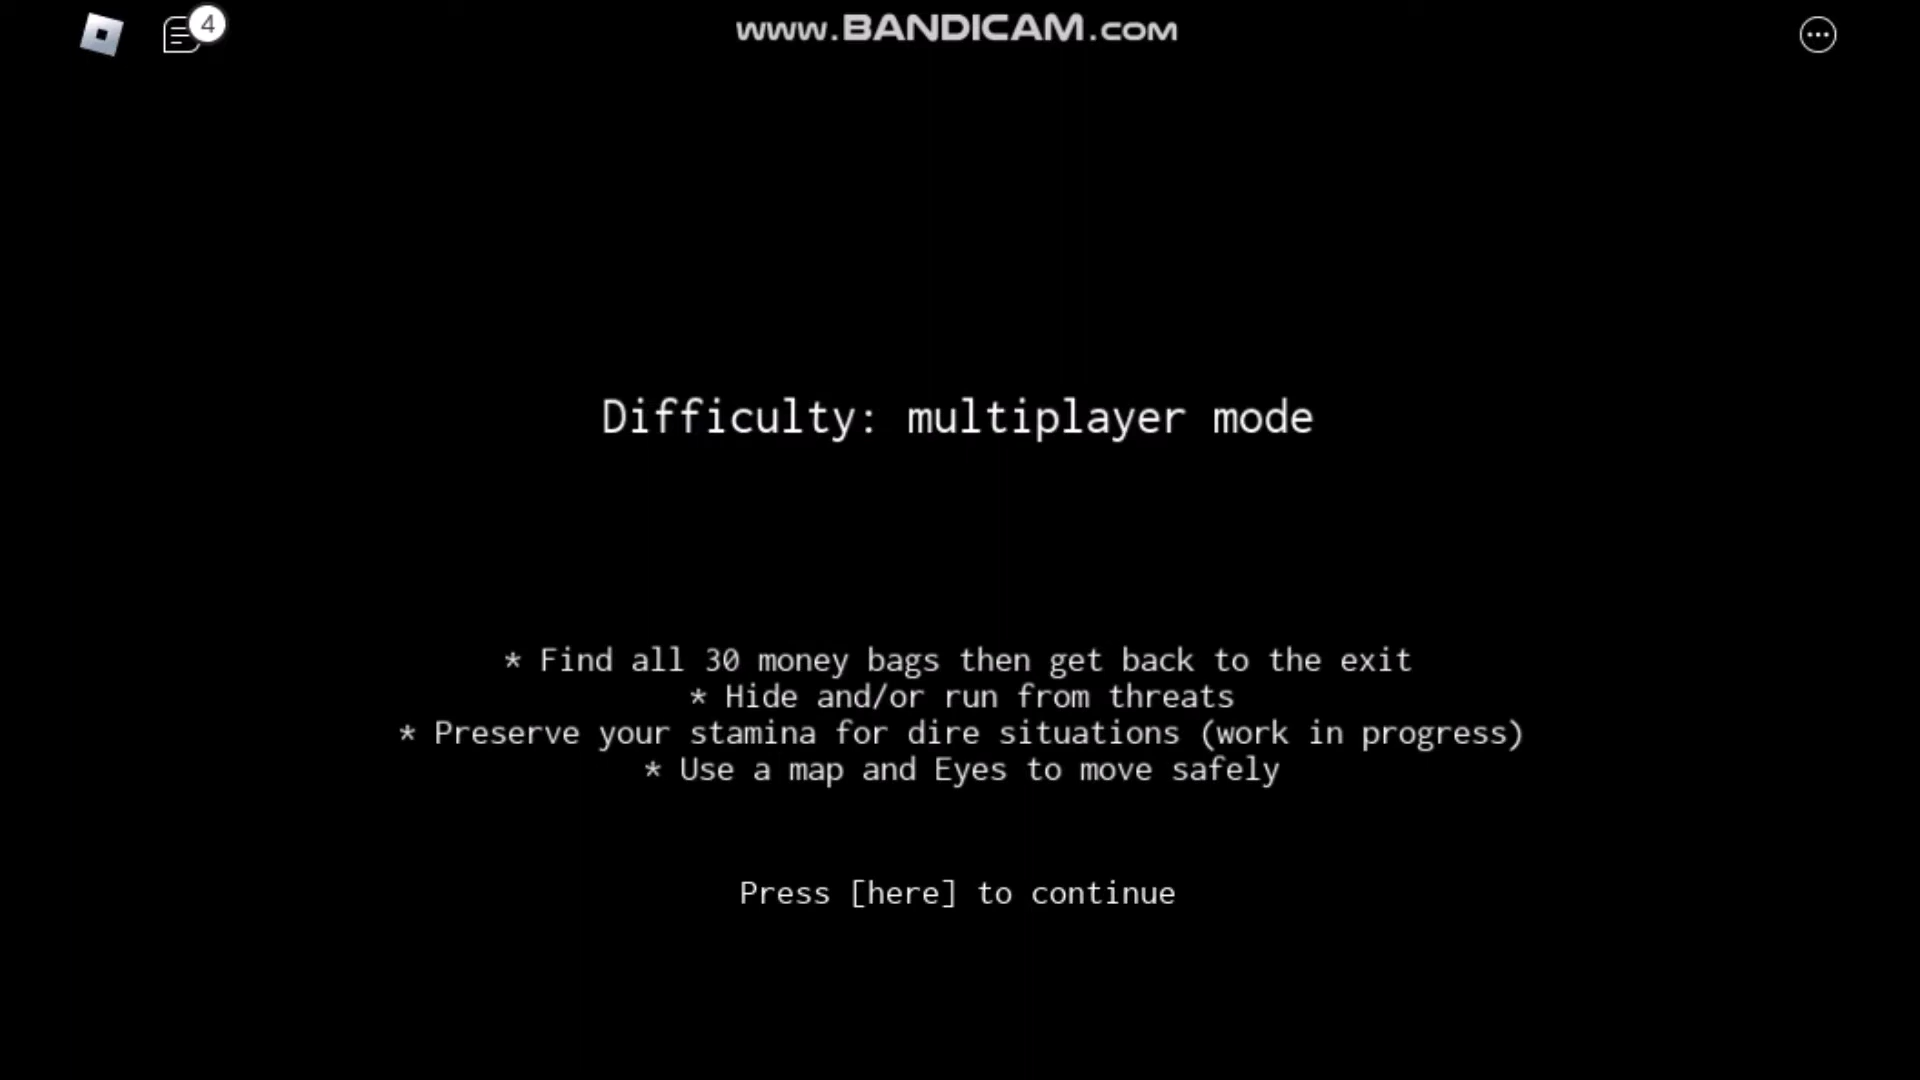 4
www.BANDICAM.COM
Difficulty: multiplayer mode
* Find all 30 money bags then get back to the exit
* Hide and/or run from threats
* Preserve your stamina for dire situations (work in progress)
* Use a map and Eyes to move safely
Press [here] to continue